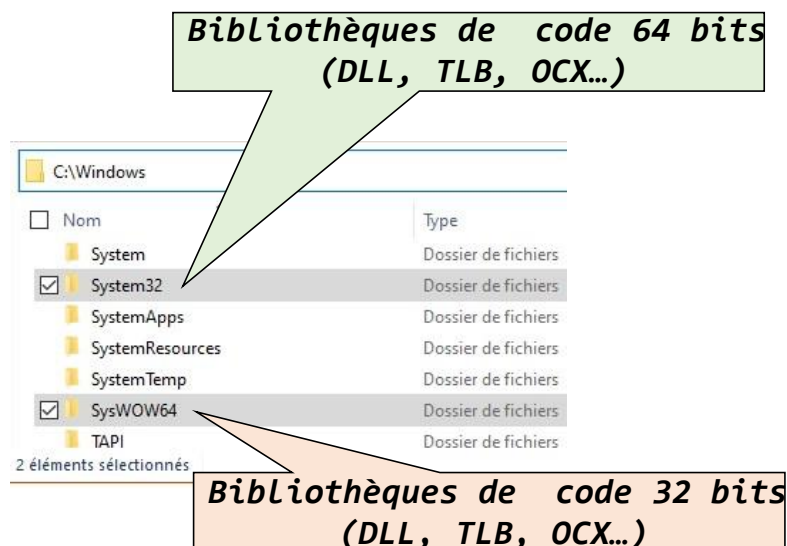 Bibliothèques de code 64 bits
(DLL, TLB, OCX…)
C:\Windows
Nom Type
System Dossier de fichiers
System32 Dossier de fichiers
SystemApps Dossier de fichiers
SystemResources Dossier de fichiers
SystemTemp Dossier de fichiers
SysWOW64 Dossier de fichiers
TAPI Dossier de fichiers
2 éléments sélectionnés
Bibliothèques de code 32 bits
(DLL, TLB, OCX…)